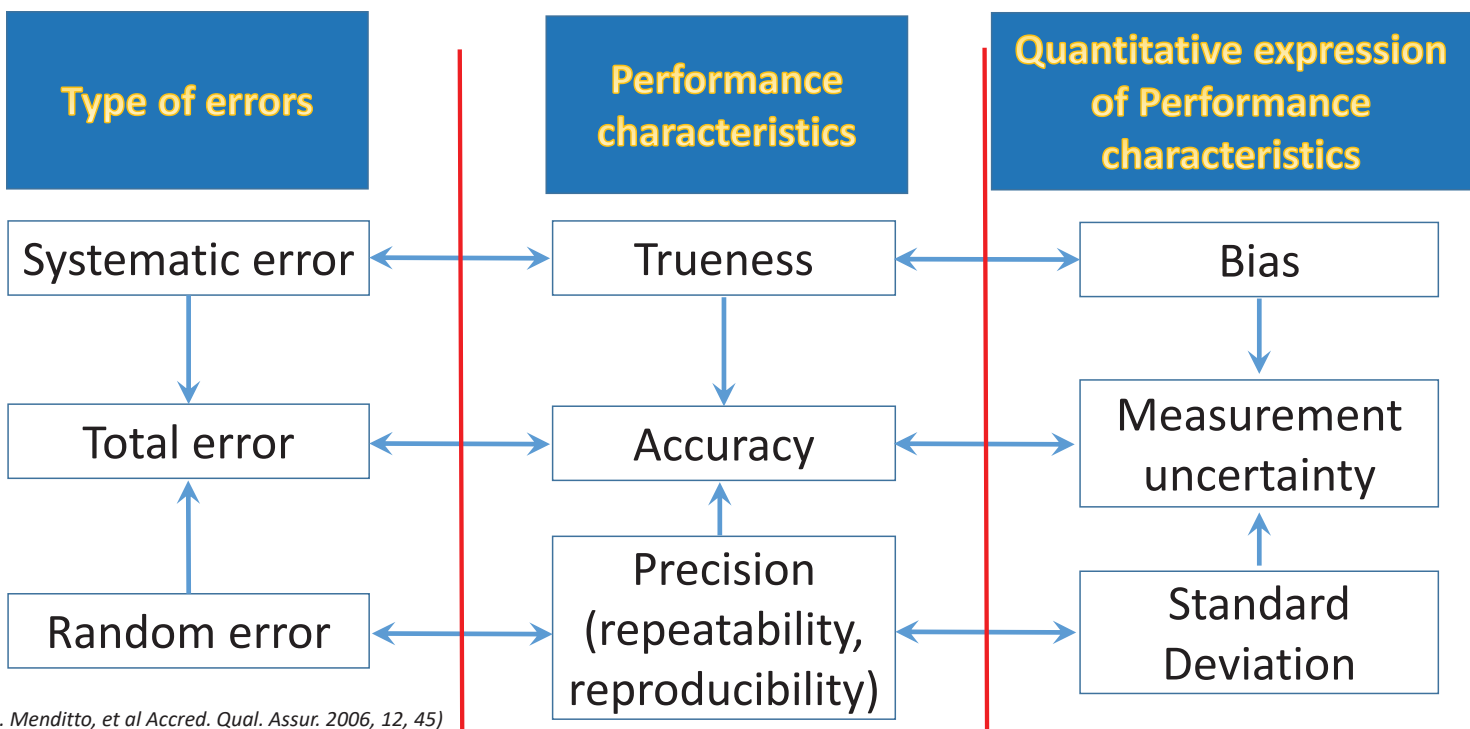 Type of errors
Performance
characteristics
Quantitative expression
of Performance
characteristics
Systematic error
Trueness
Bias
Total error
Accuracy
Measurement
uncertainty
Random error
Precision
(repeatability,
reproducibility)
Standard
Deviation
. Menditto, et al Accred. Qual. Assur. 2006, 12, 45)